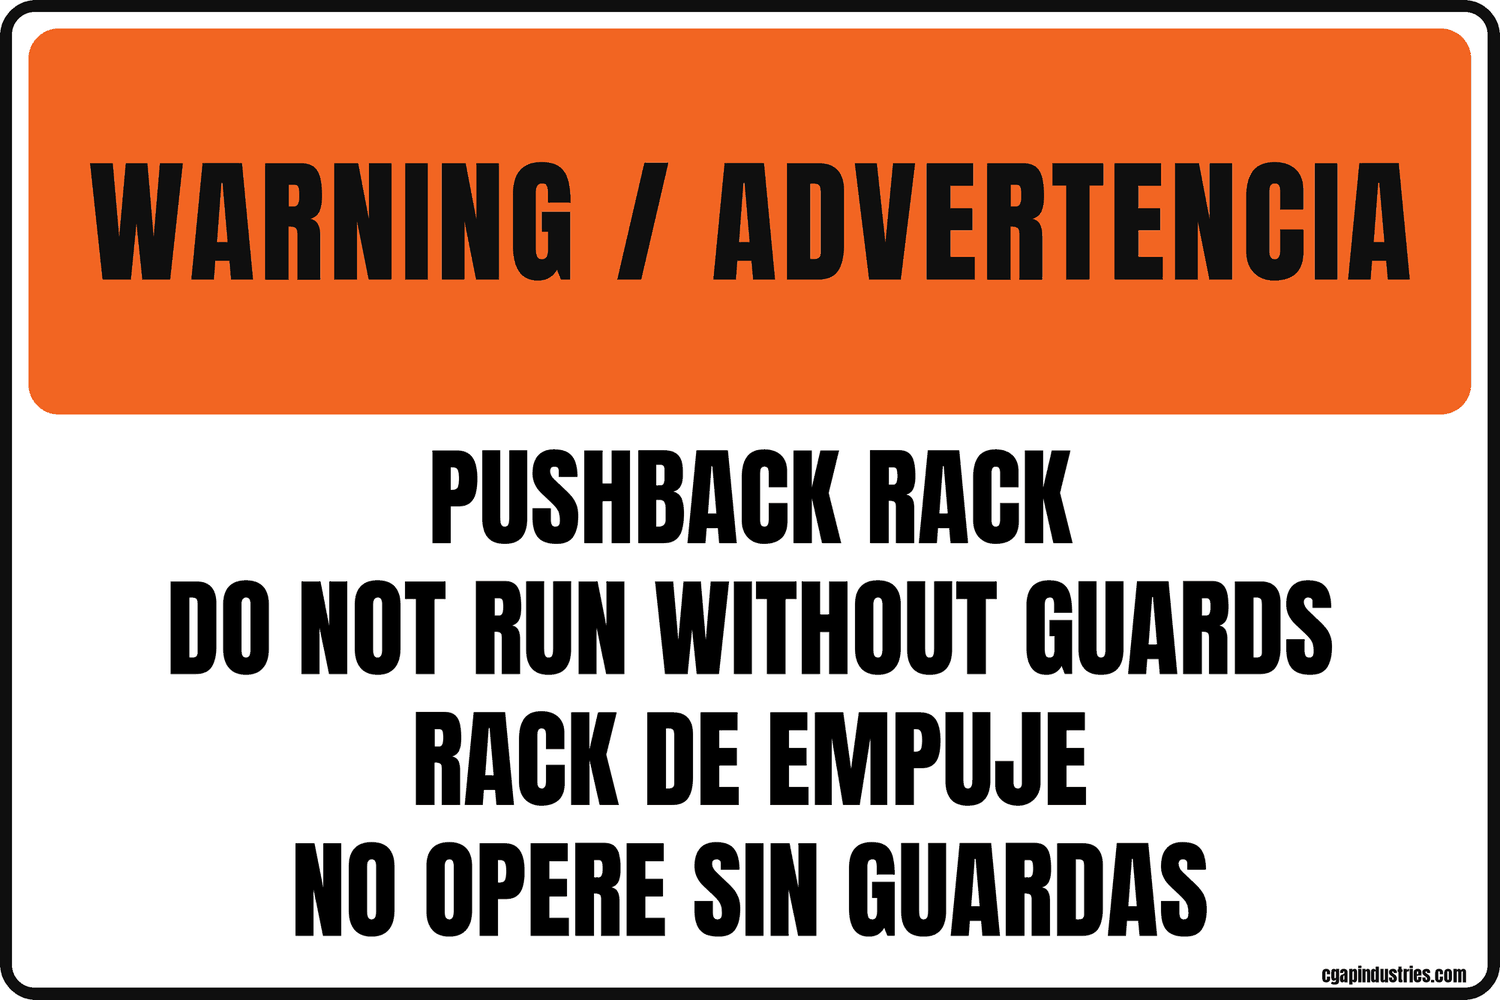 WARNING / ADVERTENCIA
PUSHBACK RACK
DO NOT RUN WITHOUT GUARDS
RACK DE EMPUJE
NO OPERE SIN GUARDAS
cgapindustries.com